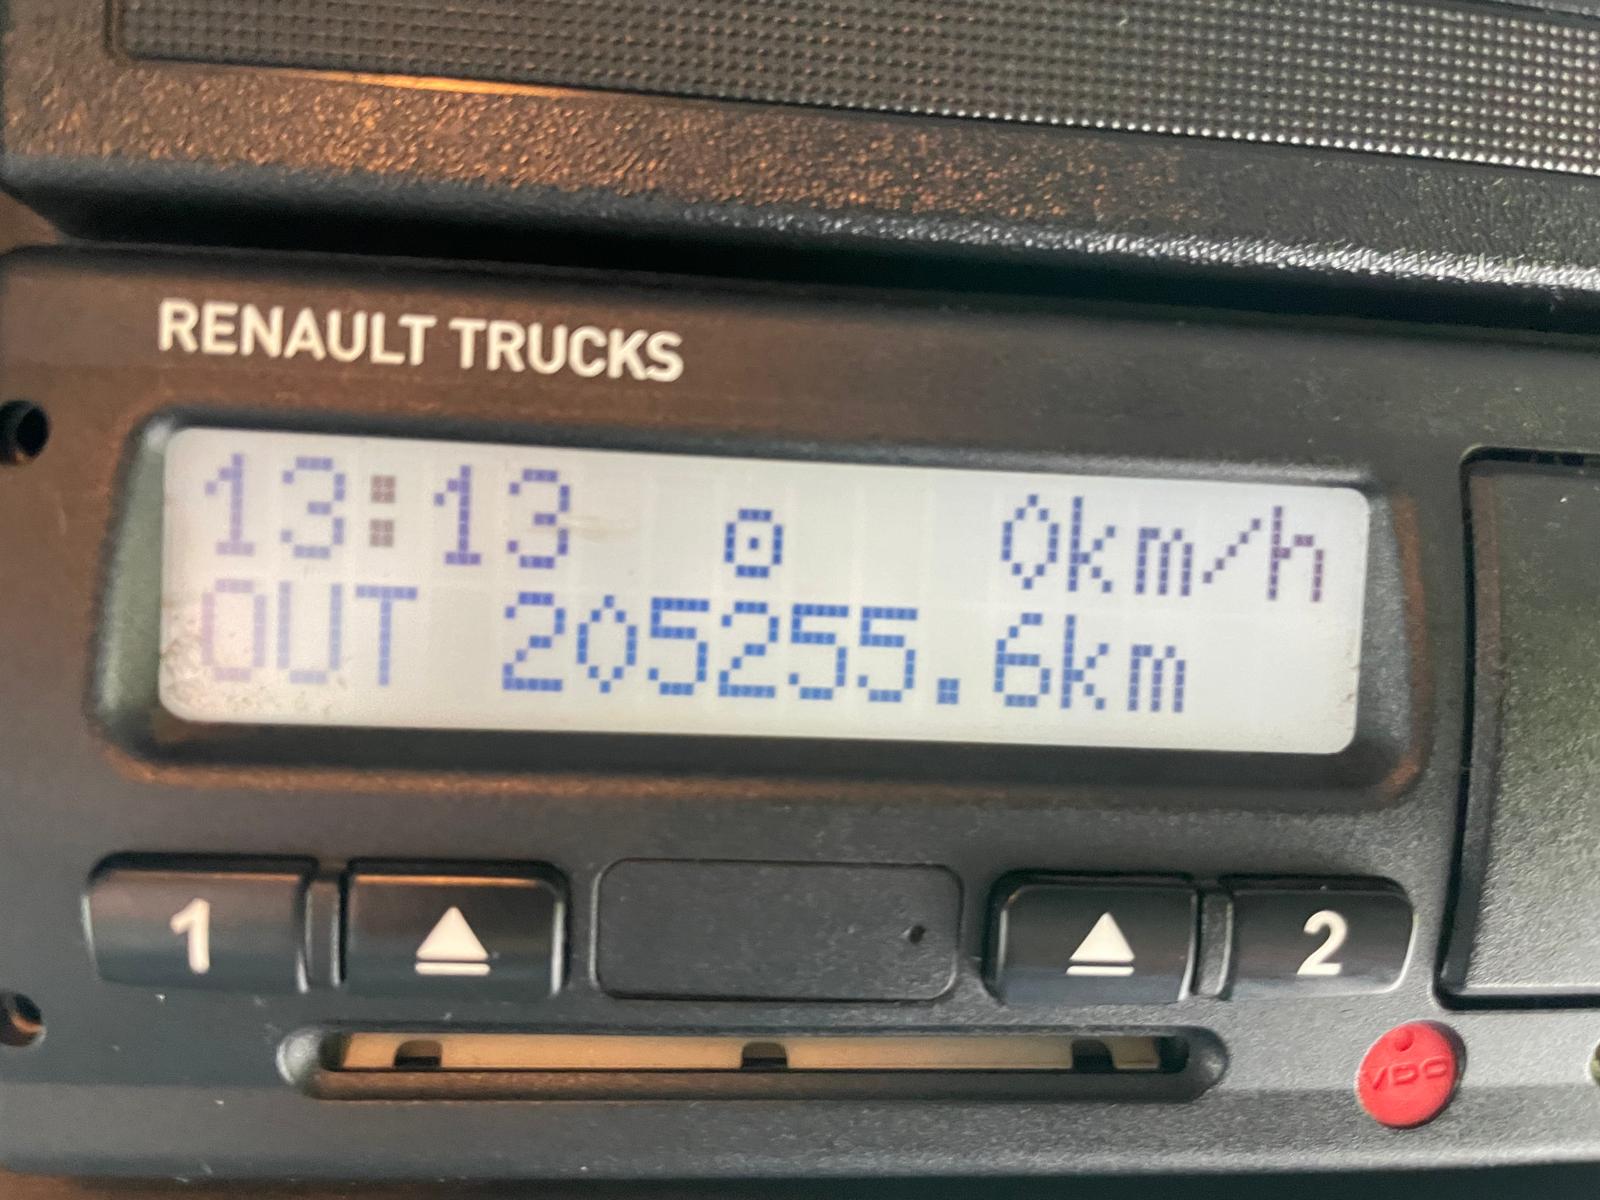 RENAULT TRUCKS
13:13 0km/h
OUT 205255.6km
1 2
VDO